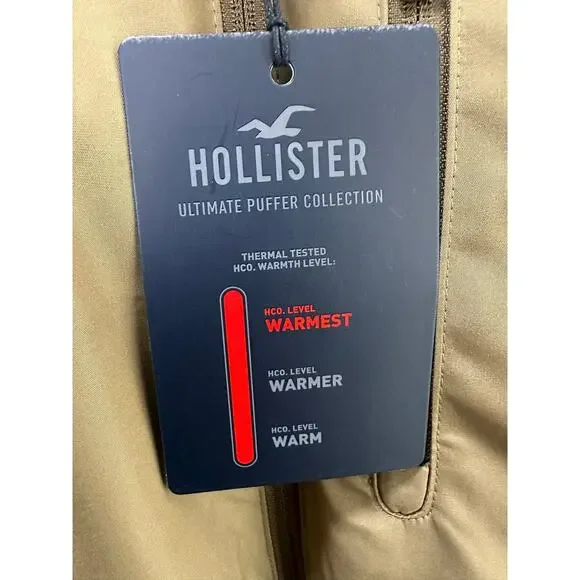 HOLLISTER
ULTIMATE PUFFER COLLECTION
THERMAL TESTED
HCO. WARMTH LEVEL:
HCO. LEVEL
WARMEST
HCO. LEVEL
WARMER
HCO. LEVEL
WARM